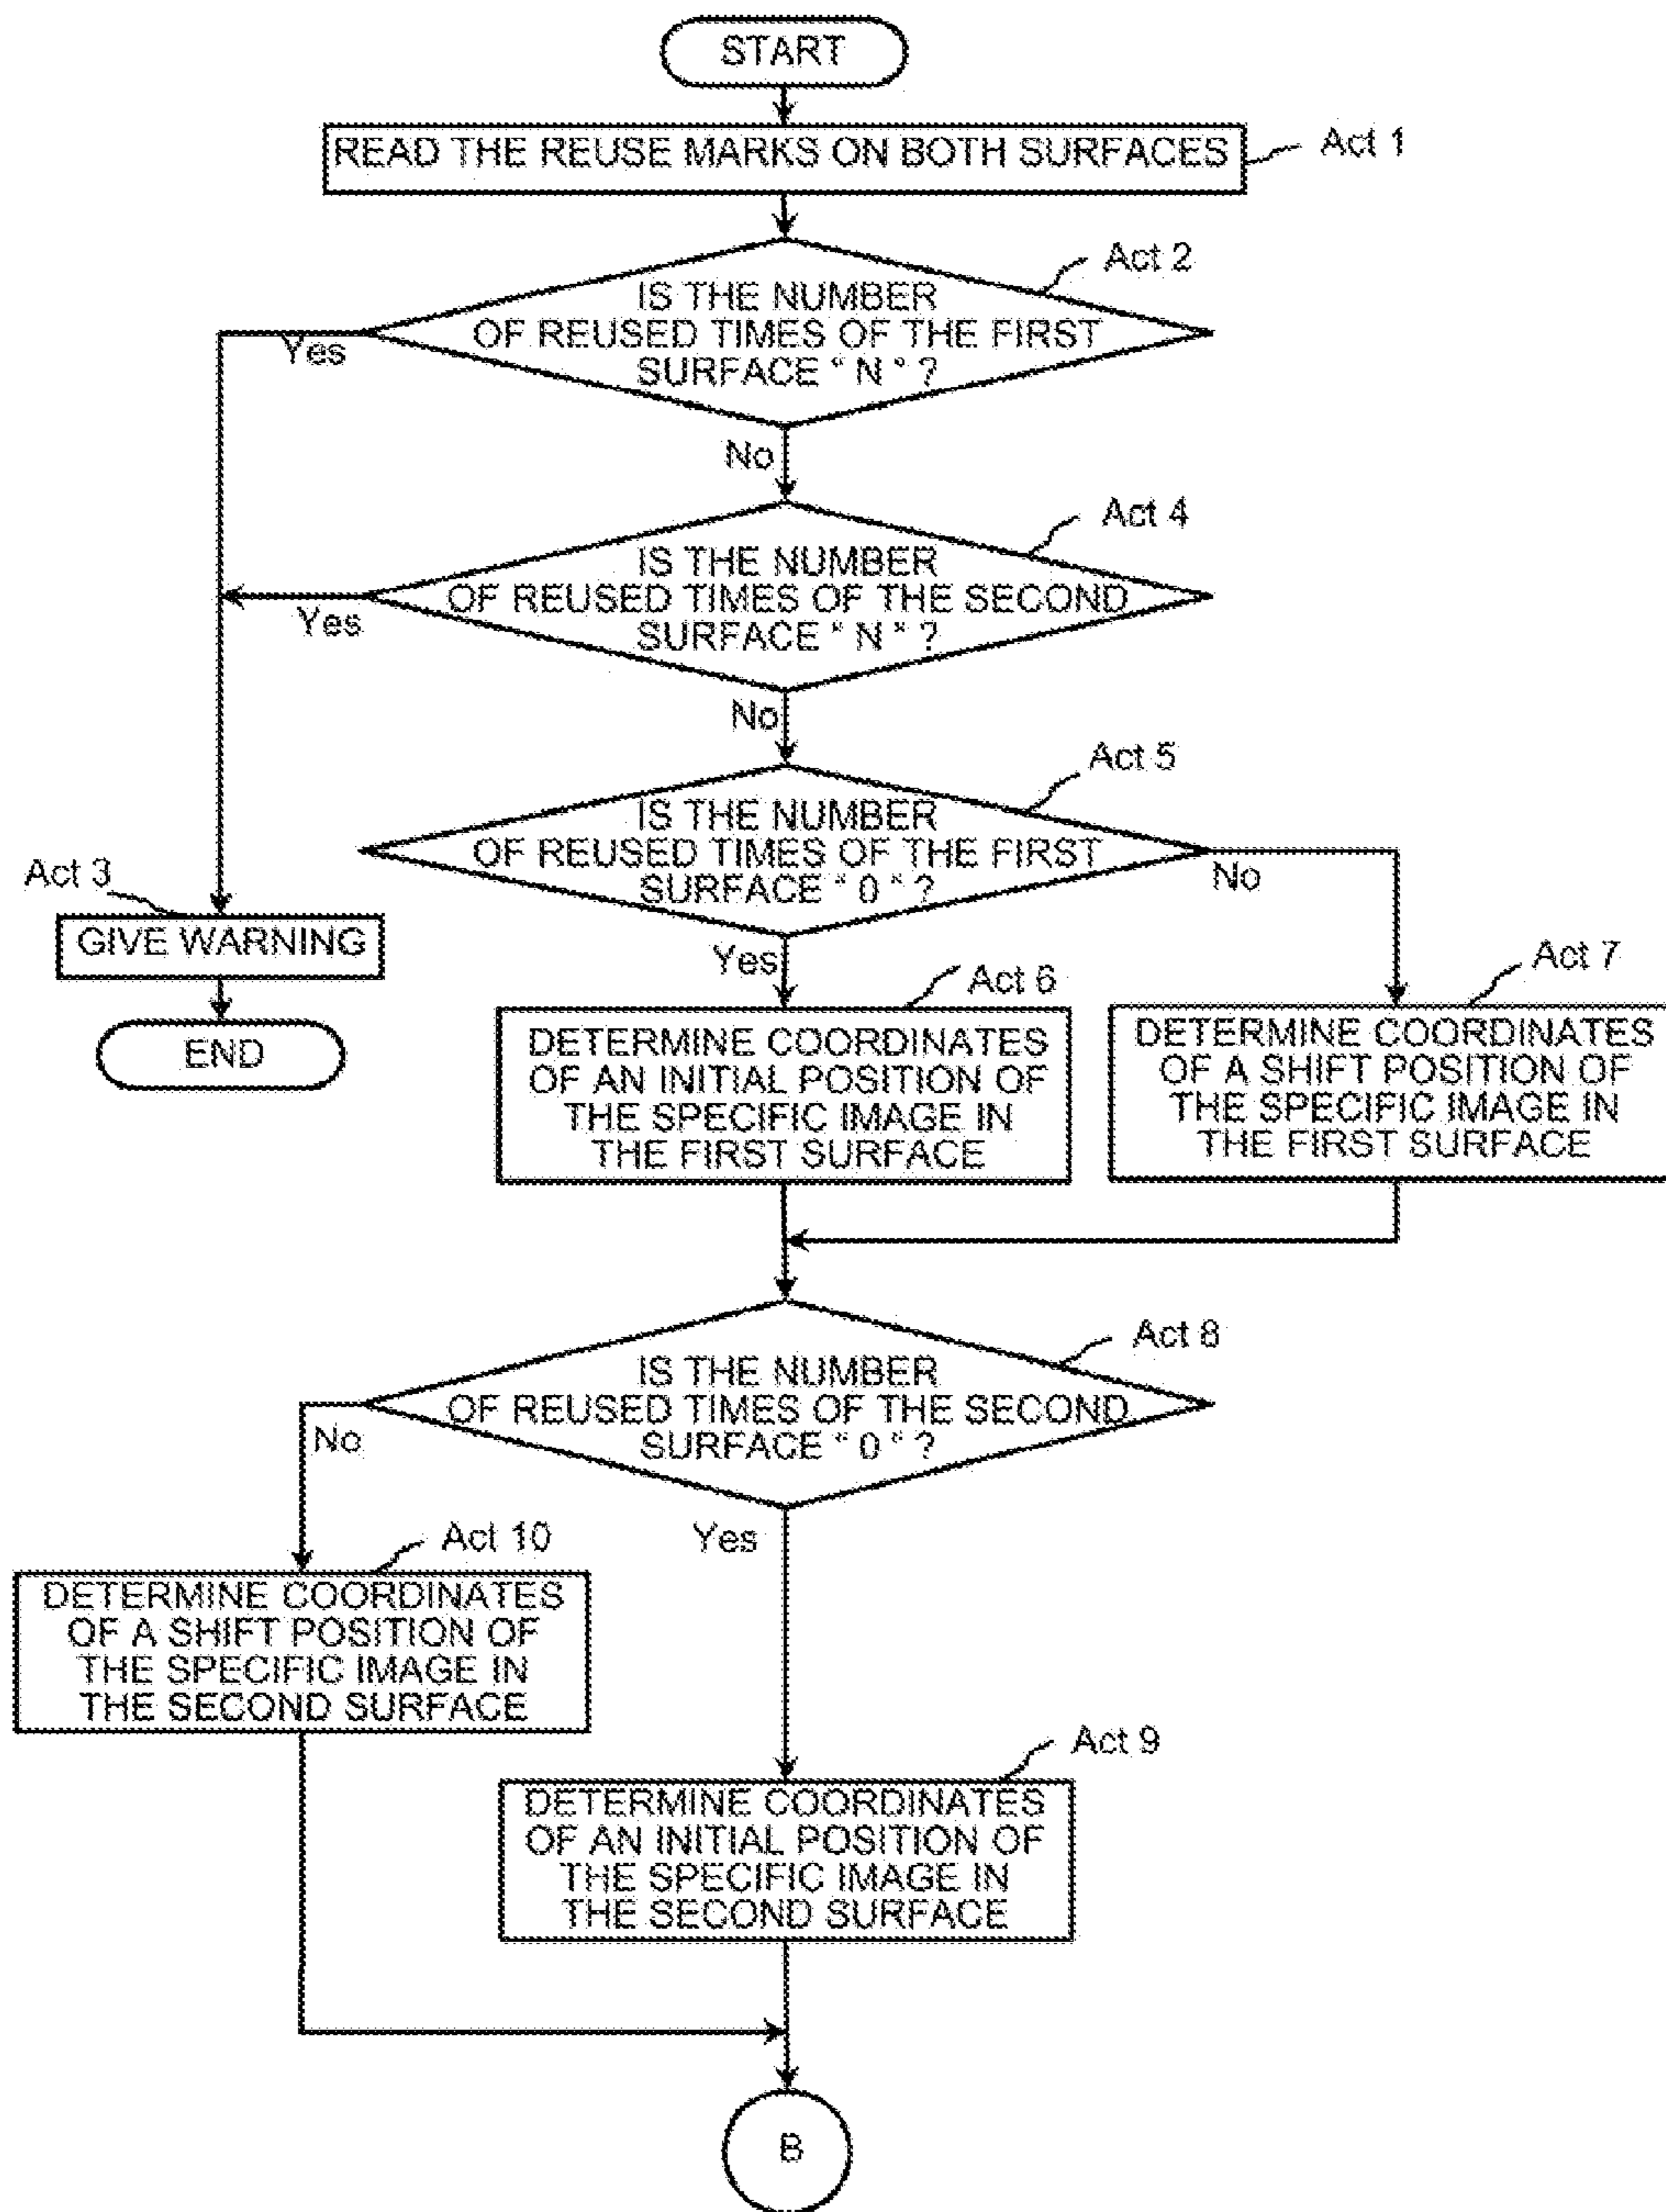 START
READ THE REUSE MARKS ON BOTH SURFACES
Act 1
Act 2
IS THE NUMBER
OF REUSED TIMES OF THE FIRST
SURFACE " N " ?
Yes
No
Act 4
IS THE NUMBER
OF REUSED TIMES OF THE SECOND
SURFACE " N " ?
Yes
No
Act 5
IS THE NUMBER
OF REUSED TIMES OF THE FIRST
SURFACE " 0 " ?
No
Yes
Act 3
GIVE WARNING
END
Act 6
DETERMINE COORDINATES
OF AN INITIAL POSITION OF
THE SPECIFIC IMAGE IN
THE FIRST SURFACE
Act 7
DETERMINE COORDINATES
OF A SHIFT POSITION OF
THE SPECIFIC IMAGE IN
THE FIRST SURFACE
Act 8
IS THE NUMBER
OF REUSED TIMES OF THE SECOND
SURFACE " 0 " ?
No
Yes
Act 10
DETERMINE COORDINATES
OF A SHIFT POSITION OF
THE SPECIFIC IMAGE IN
THE SECOND SURFACE
Act 9
DETERMINE COORDINATES
OF AN INITIAL POSITION OF
THE SPECIFIC IMAGE IN
THE SECOND SURFACE
B